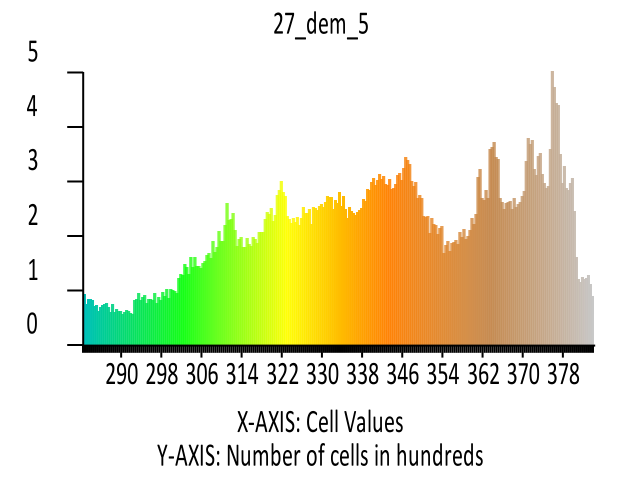 27_dem_5
5
4
3
2
1
0
290 298 306 314 322 330 338 346 354 362 370 378
X-AXIS: Cell Values
Y-AXIS: Number of cells in hundreds